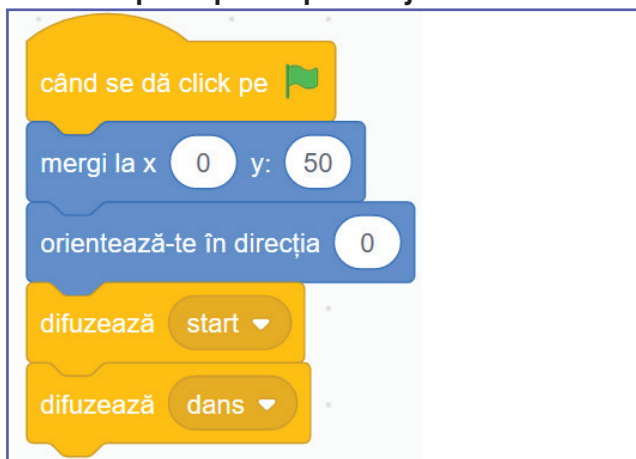 când se dă click pe
mergi la x 0 y: 50
orientează-te în direcția 0
difuzează start
difuzează dans